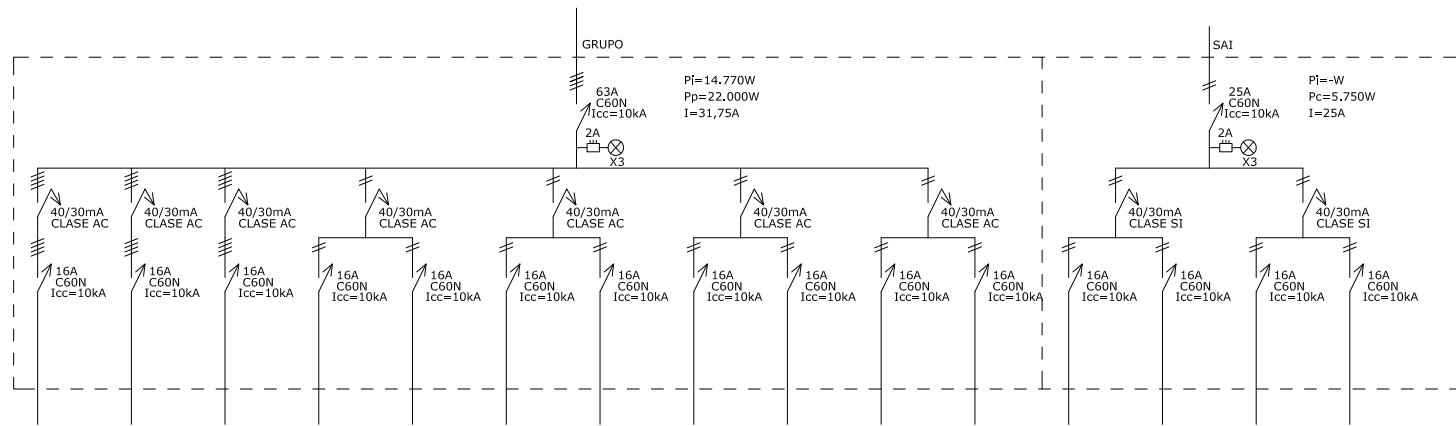 GRUPO
63A
C60N
Icc=10kA
2A
X3
Pi=14.770W
Pp=22.000W
I=31,75A
SAI
25A
C60N
Icc=10kA
2A
X3
Pi=-W
Pc=5.750W
I=25A
40/30mA
CLASE AC
40/30mA
CLASE AC
40/30mA
CLASE AC
40/30mA
CLASE AC
40/30mA
CLASE AC
40/30mA
CLASE AC
40/30mA
CLASE AC
40/30mA
CLASE SI
40/30mA
CLASE SI
16A
C60N
Icc=10kA
16A
C60N
Icc=10kA
16A
C60N
Icc=10kA
16A
C60N
Icc=10kA
16A
C60N
Icc=10kA
16A
C60N
Icc=10kA
16A
C60N
Icc=10kA
16A
C60N
Icc=10kA
16A
C60N
Icc=10kA
16A
C60N
Icc=10kA
16A
C60N
Icc=10kA
16A
C60N
Icc=10kA
16A
C60N
Icc=10kA
16A
C60N
Icc=10kA
16A
C60N
Icc=10kA